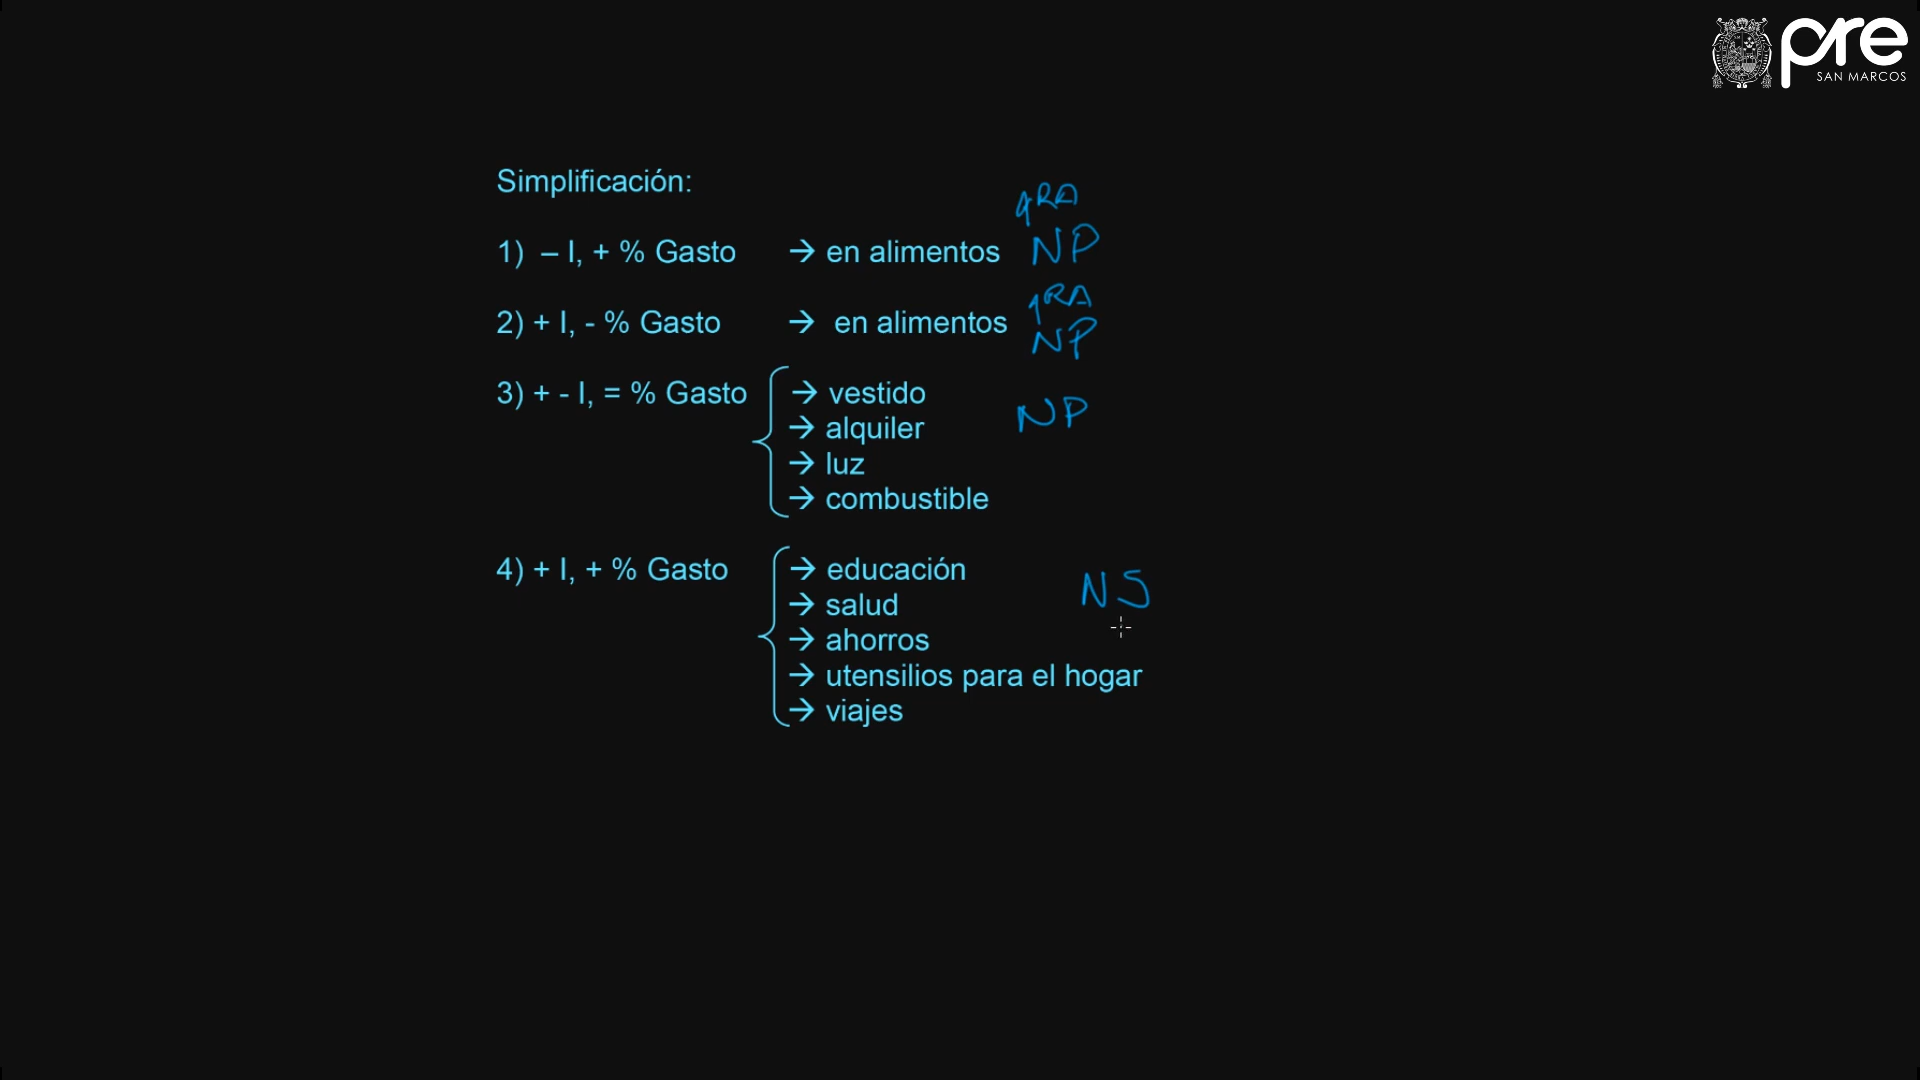 pre
SAN MARCOS
Simplificación:
1RA
1) – I, + % Gasto → en alimentos NP
1RA
2) + I, - % Gasto → en alimentos NP
3) + - I, = % Gasto → vestido NP
→ alquiler
→ luz
→ combustible
4) + I, + % Gasto → educación NS
→ salud
→ ahorros
→ utensilios para el hogar
→ viajes